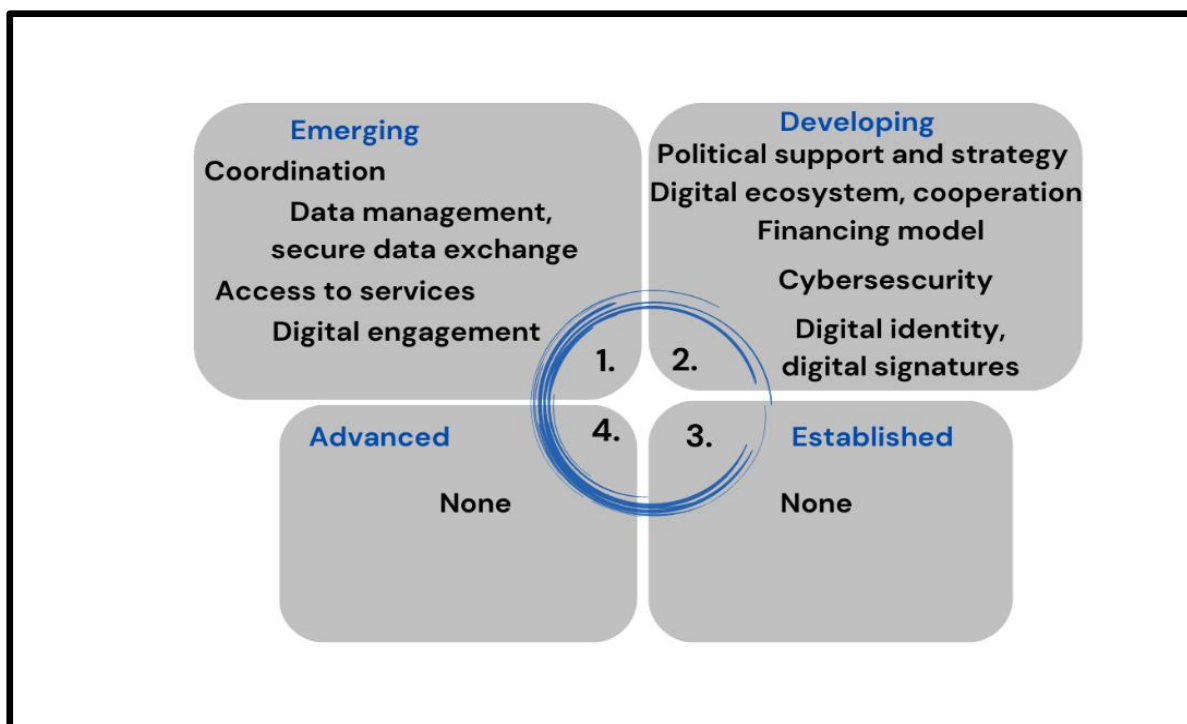 Emerging
Coordination
Data management,
secure data exchange
Access to services
Digital engagement
1.
Developing
Political support and strategy
Digital ecosystem, cooperation
Financing model
Cybersescurity
Digital identity,
digital signatures
2.
Advanced
None
4.
Established
None
3.